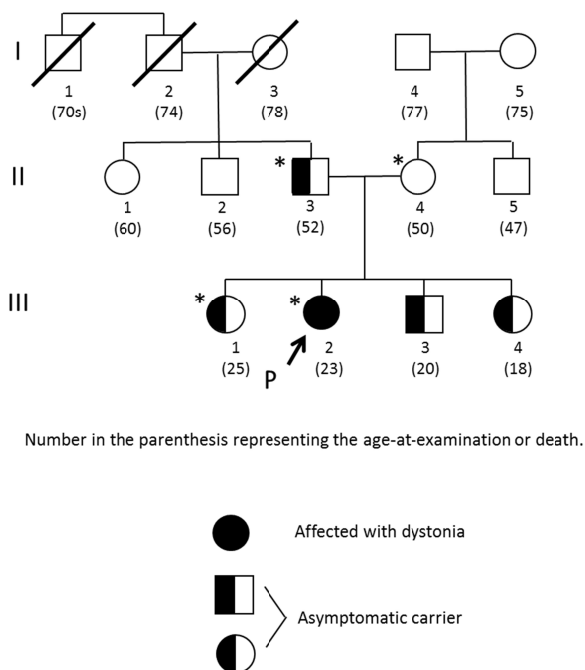 I
1 2 3 4 5
(70s) (74) (78) (77) (75)
II
* *
1 2 3 4 5
(60) (56) (52) (50) (47)
III
* *
1 2 3 4
P (25) (23) (20) (18)
Number in the parenthesis representing the age-at-examination or death.
Affected with dystonia
Asymptomatic carrier